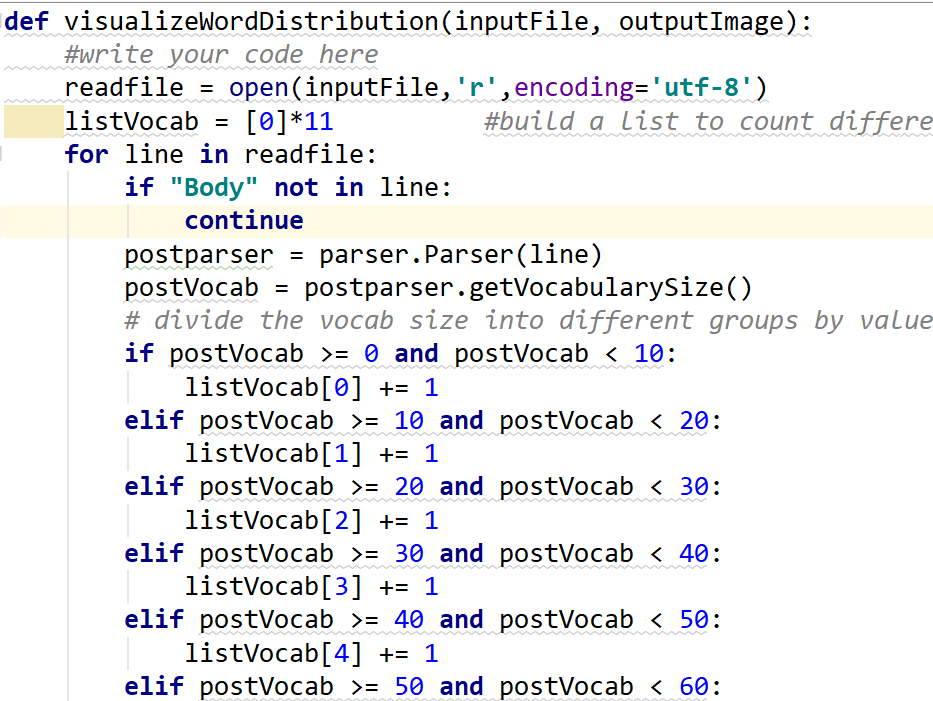 def visualizeWordDistribution(inputFile, outputImage):
    #write your code here
    readfile = open(inputFile,'r',encoding='utf-8')
    listVocab = [0]*11          #build a list to count differe
    for line in readfile:
        if "Body" not in line:
            continue
        postparser = parser.Parser(line)
        postVocab = postparser.getVocabularySize()
        # divide the vocab size into different groups by value
        if postVocab >= 0 and postVocab < 10:
            listVocab[0] += 1
        elif postVocab >= 10 and postVocab < 20:
            listVocab[1] += 1
        elif postVocab >= 20 and postVocab < 30:
            listVocab[2] += 1
        elif postVocab >= 30 and postVocab < 40:
            listVocab[3] += 1
        elif postVocab >= 40 and postVocab < 50:
            listVocab[4] += 1
        elif postVocab >= 50 and postVocab < 60: